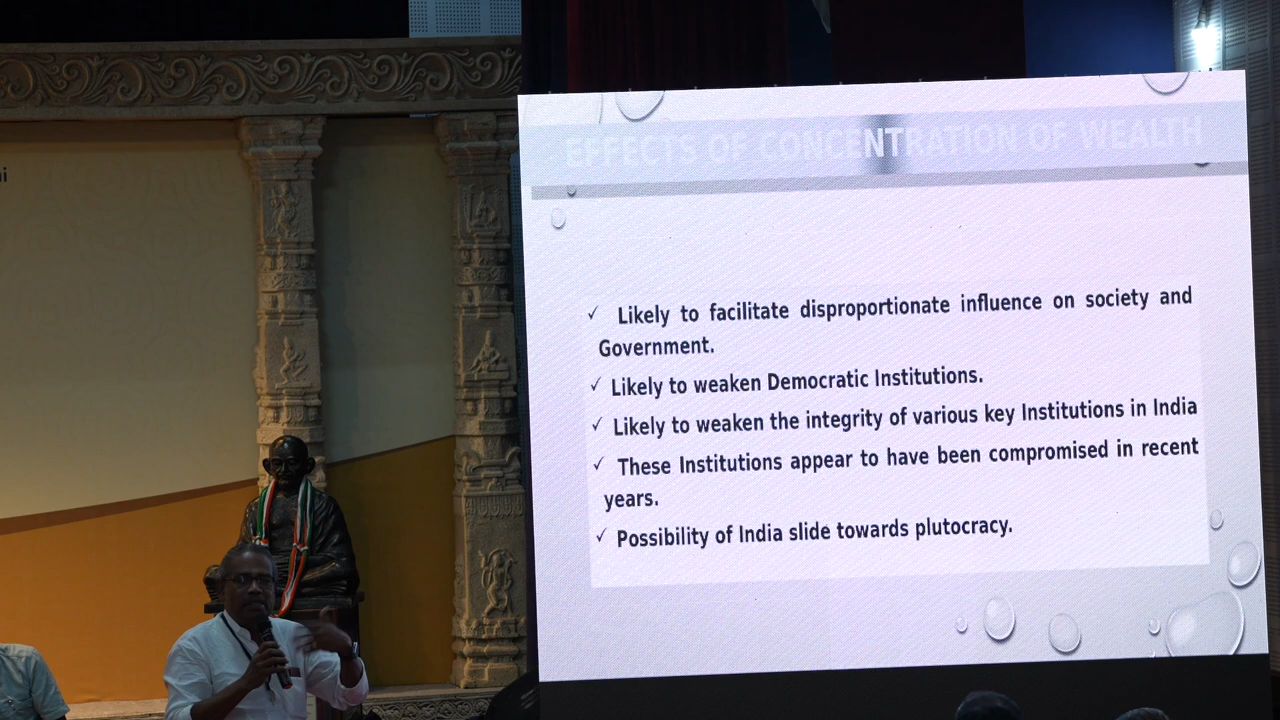 EFFECTS OF CONCENTRATION OF WEALTH
✓ Likely to facilitate disproportionate influence on society and
Government.
✓ Likely to weaken Democratic Institutions.
✓ Likely to weaken the integrity of various key Institutions in India
✓ These Institutions appear to have been compromised in recent
years.
✓ Possibility of India slide towards plutocracy.